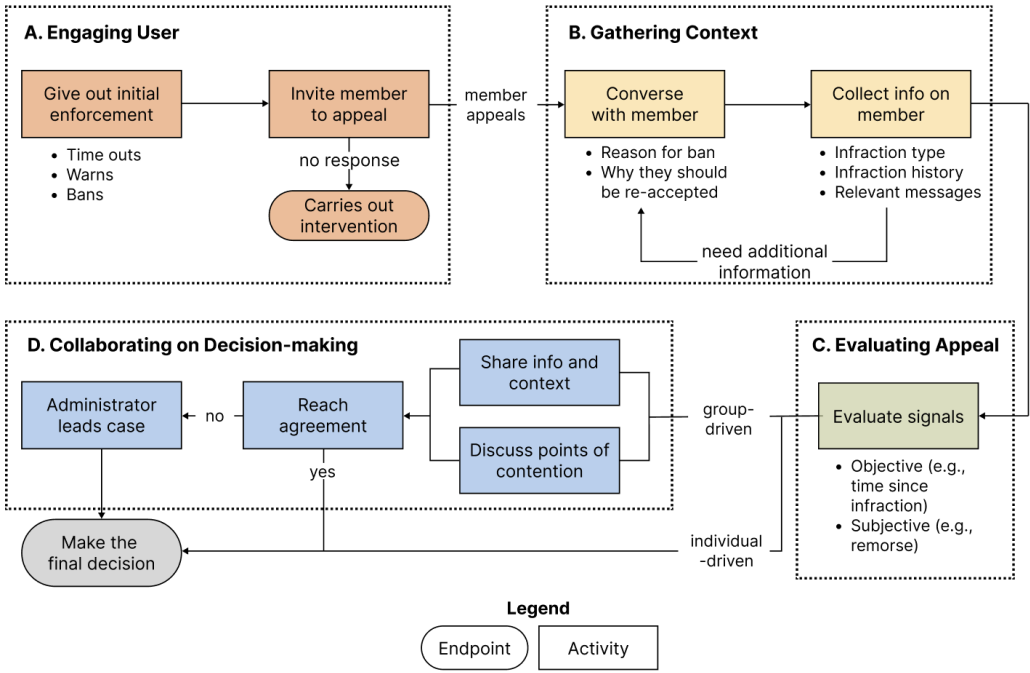 A. Engaging User
Give out initial
enforcement
• Time outs
• Warns
• Bans
Invite member
to appeal
no response
Carries out
intervention
member
appeals
B. Gathering Context
Converse
with member
• Reason for ban
• Why they should
be re-accepted
Collect info on
member
• Infraction type
• Infraction history
• Relevant messages
need additional
information
C. Evaluating Appeal
Evaluate signals
• Objective (e.g.,
time since
infraction)
• Subjective (e.g.,
remorse)
group-
driven
individual
-driven
D. Collaborating on Decision-making
Share info and
context
Discuss points of
contention
Reach
agreement
no
yes
Administrator
leads case
Make the
final decision
Legend
Endpoint
Activity